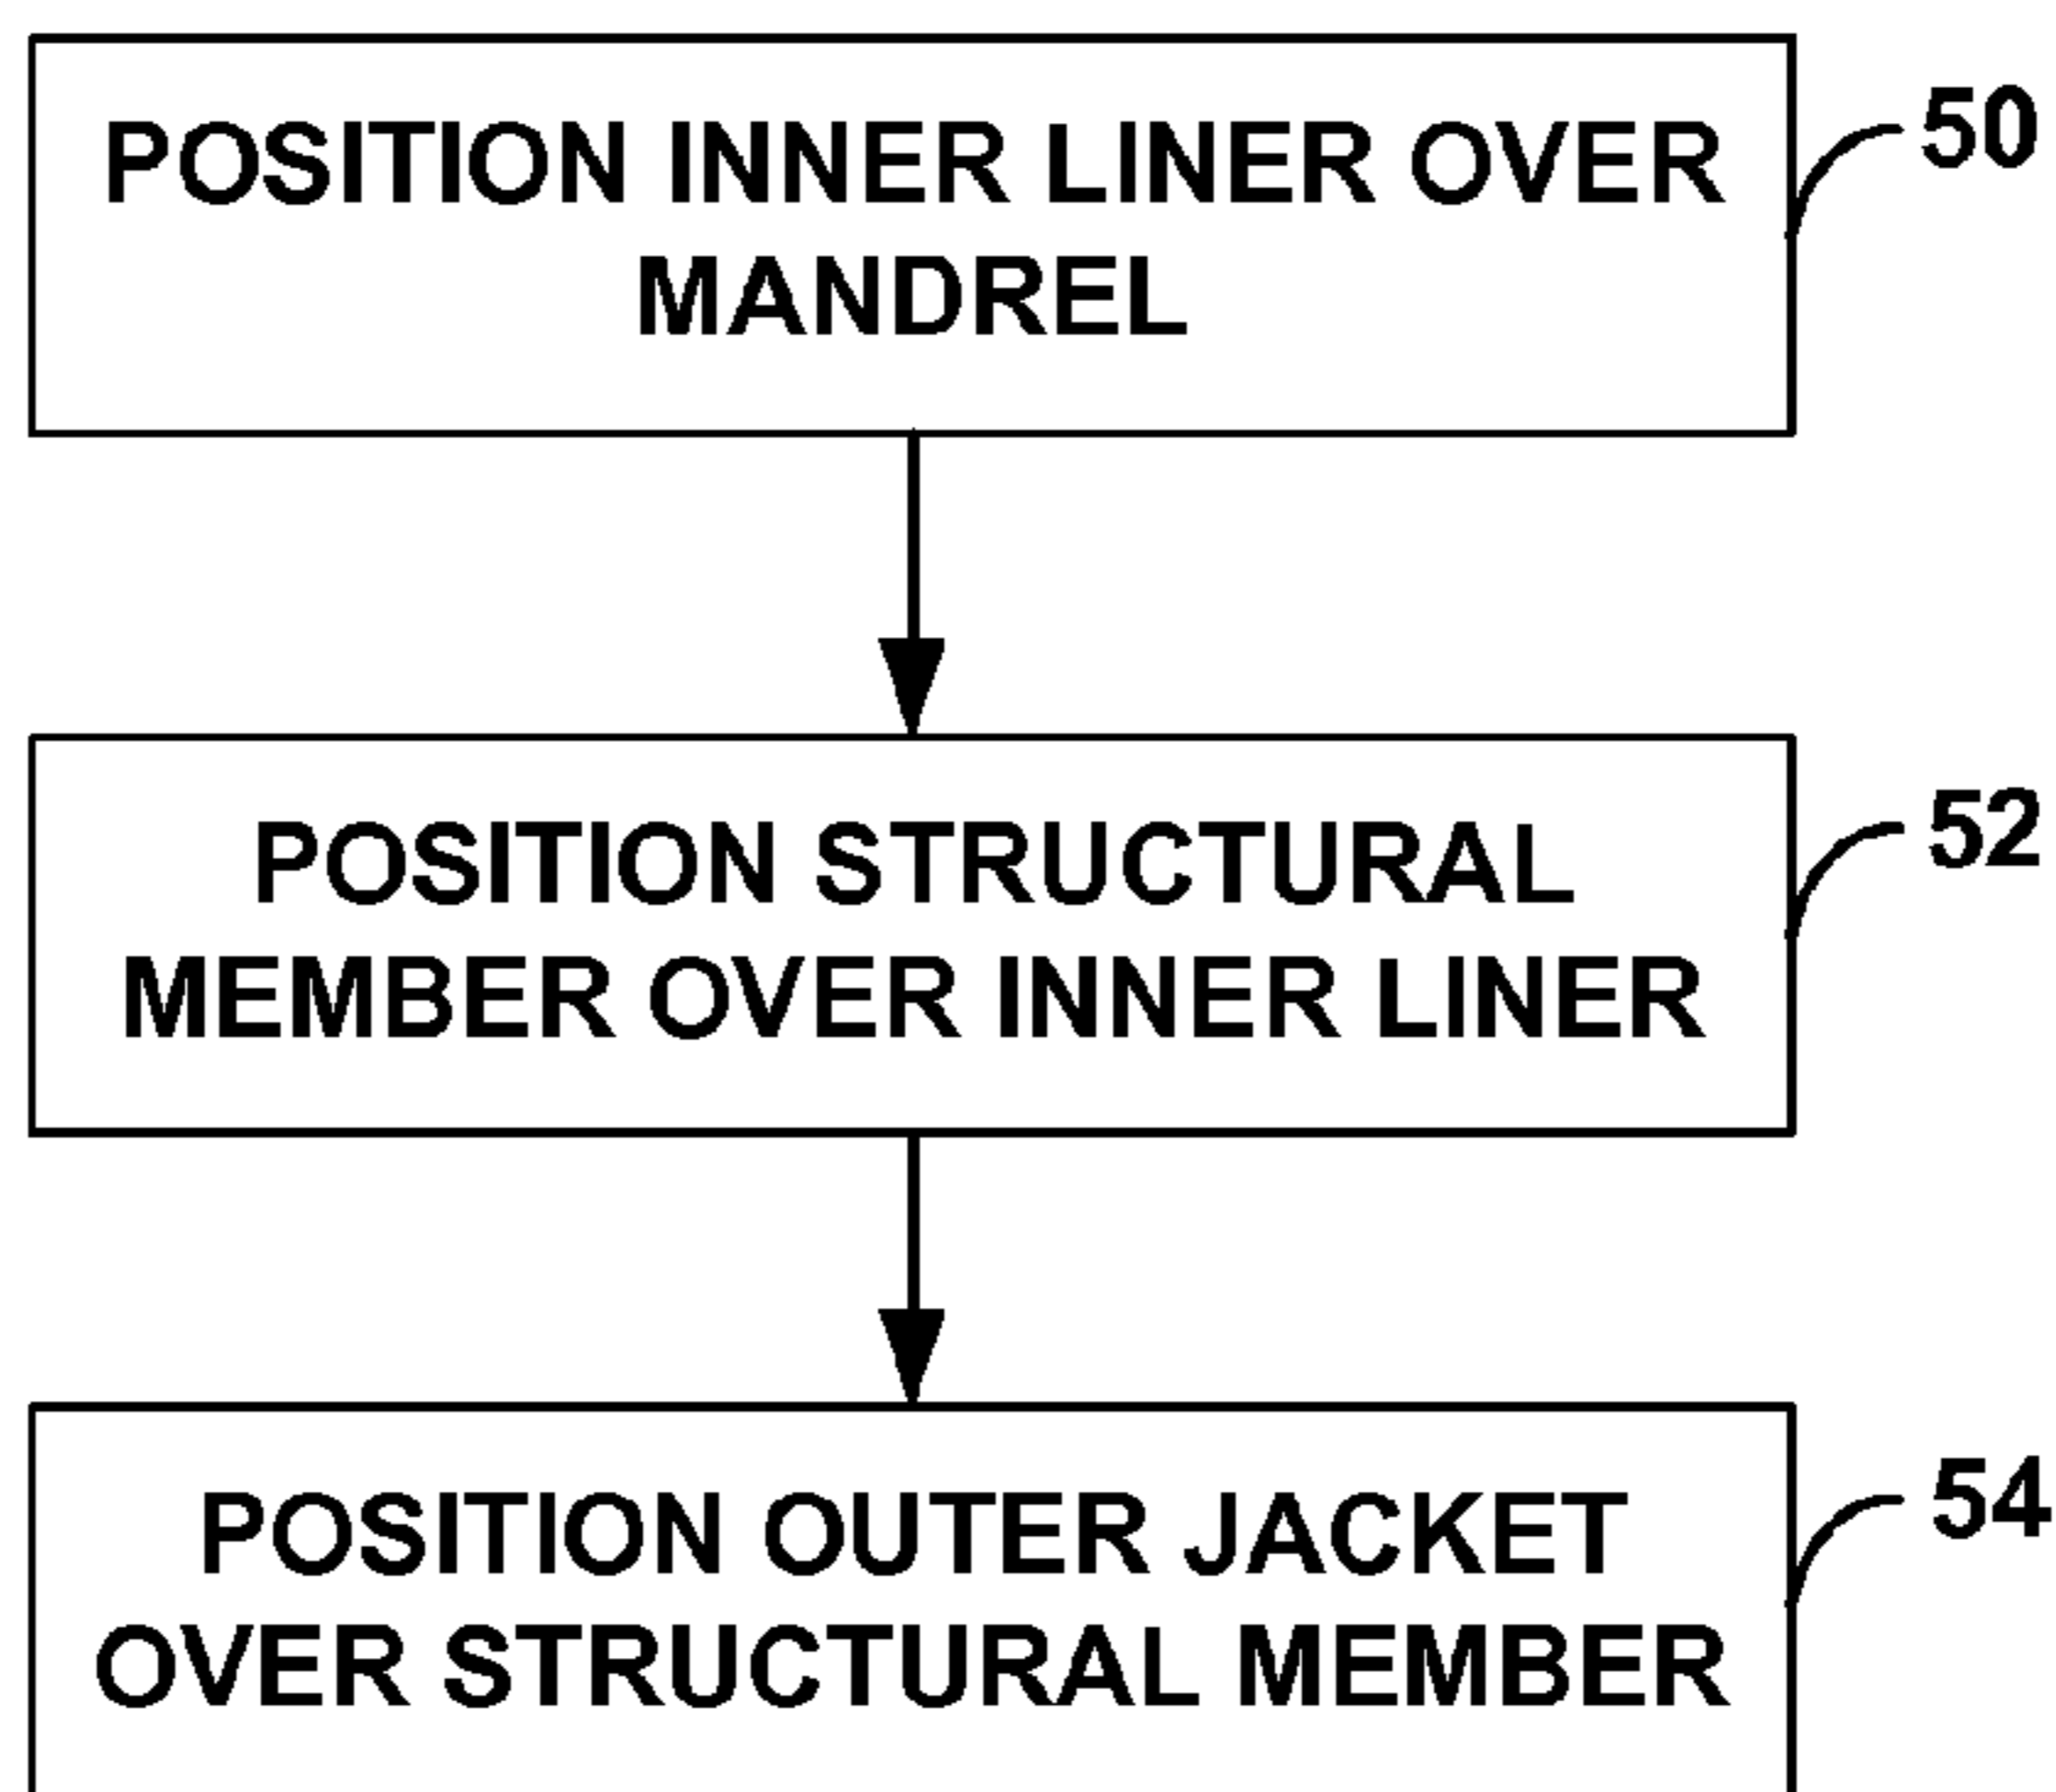 POSITION INNER LINER OVER
MANDREL
50
POSITION STRUCTURAL
MEMBER OVER INNER LINER
52
POSITION OUTER JACKET
OVER STRUCTURAL MEMBER
54